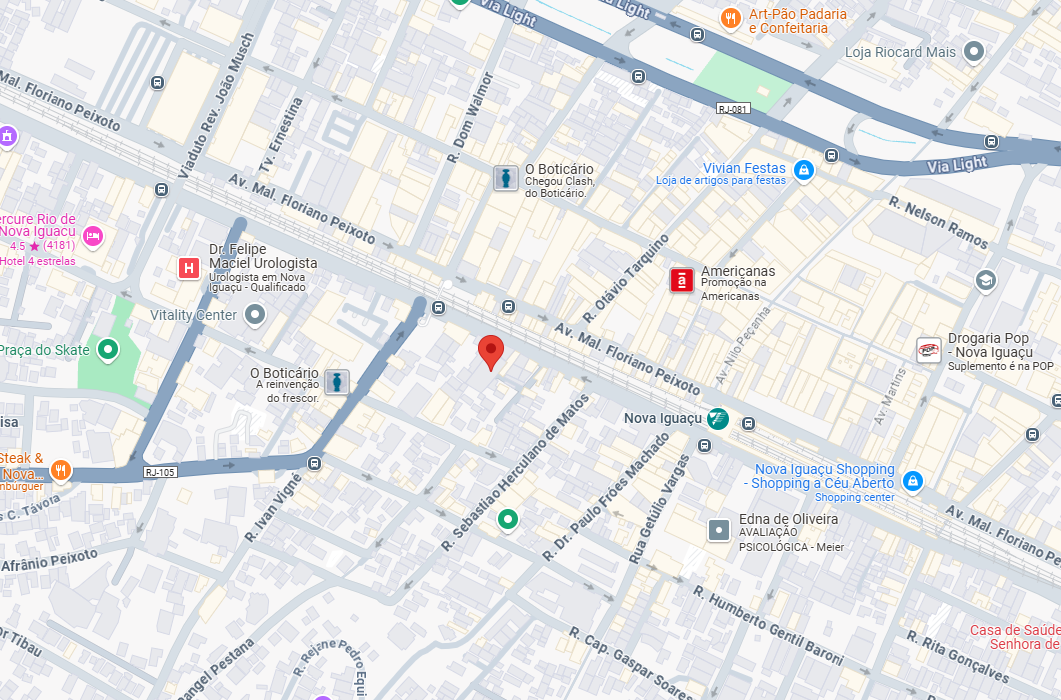 Via Light
Via Light
Art-Pão Padaria
e Confeitaria
Loja Riocard Mais
Mal. Floriano Peixoto
Viaduto Rev. João Musch
Tv. Ernestina
R. Dom Walmor
RJ-081
Via Light
O Boticário
Chegou Clash,
do Boticário.
Vivian Festas
Loja de artigos para festas
Av. Mal. Floriano Peixoto
R. Nelson Ramos
ercure Rio de
Nova Iguacu
4.5 ★ (4181)
Hotel 4 estrelas
Dr. Felipe
Maciel Urologista
Urologista em Nova
Iguaçu - Qualificado
R. Otávio Tarquino
Americanas
Promoção na
Americanas
Vitality Center
Praça do Skate
Av. Mal. Floriano Peixoto
Av. Nilo Peçanha
Drogaria Pop
- Nova Iguaçu
Suplemento é na POP
O Boticário
A reinvenção
do frescor.
Av. Martins
isa
Nova Iguaçu
R. Sebastiao Herculano de Matos
Steak &
Nova...
mburguer
RJ-105
Nova Iguaçu Shopping
- Shopping a Céu Aberto
Shopping center
R. Ivan Vigné
R. Dr. Paulo Fróes Machado
Rua Getúlio Vargas
s C. Távora
Av. Mal. Floriano Pe
Edna de Oliveira
AVALIAÇÃO
PSICOLÓGICA - Meier
Afrânio Peixoto
R. Humberto Gentil Baroni
Or Tibau
angel Pestana
R. Rejane Pedro Equi
R. Cap. Gaspar Soares
R. Rita Gonçalves
Casa de Saúde
Senhora de